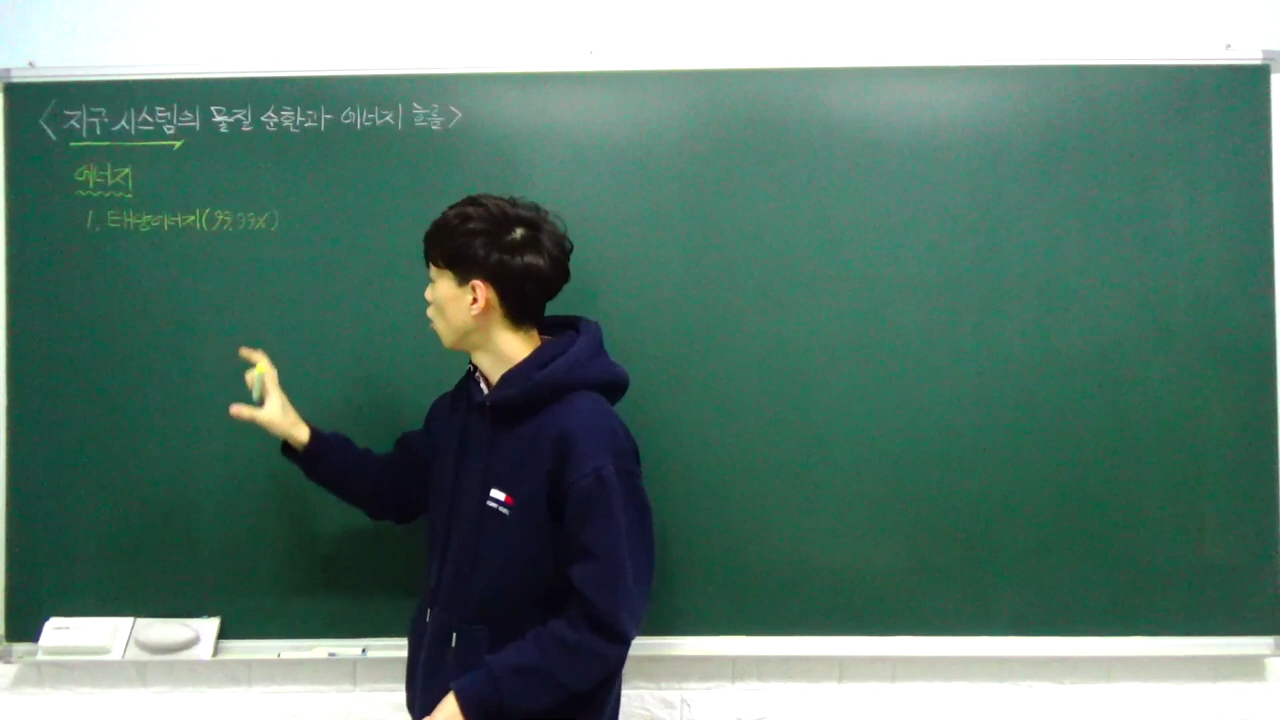 <지구시스템의 물질 순환과 에너지 흐름>
에너지
1. 태양에너지(99.99%)